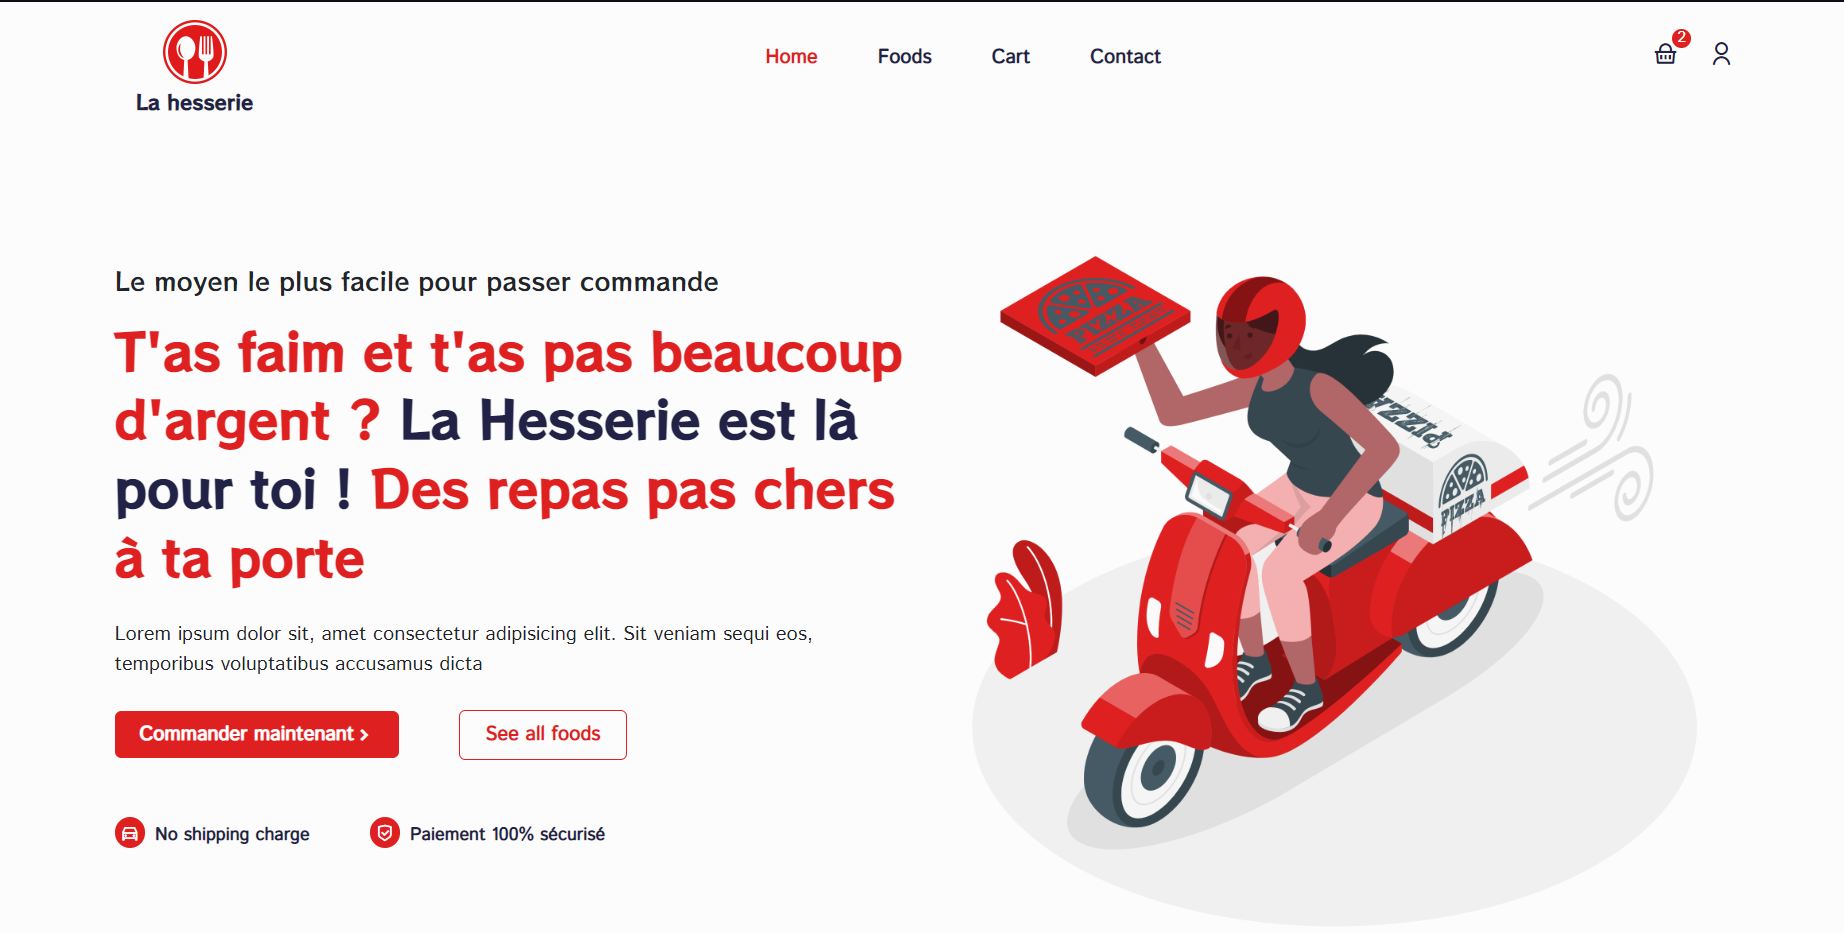 La hesserie
Home
Foods
Cart
Contact
2
Le moyen le plus facile pour passer commande
T'as faim et t'as pas beaucoup
d'argent ? La Hesserie est là
pour toi ! Des repas pas chers
à ta porte
Lorem ipsum dolor sit, amet consectetur adipisicing elit. Sit veniam sequi eos,
temporibus voluptatibus accusamus dicta
Commander maintenant >
See all foods
No shipping charge
Paiement 100% sécurisé
PIZZA
PIZZA
PIZZA